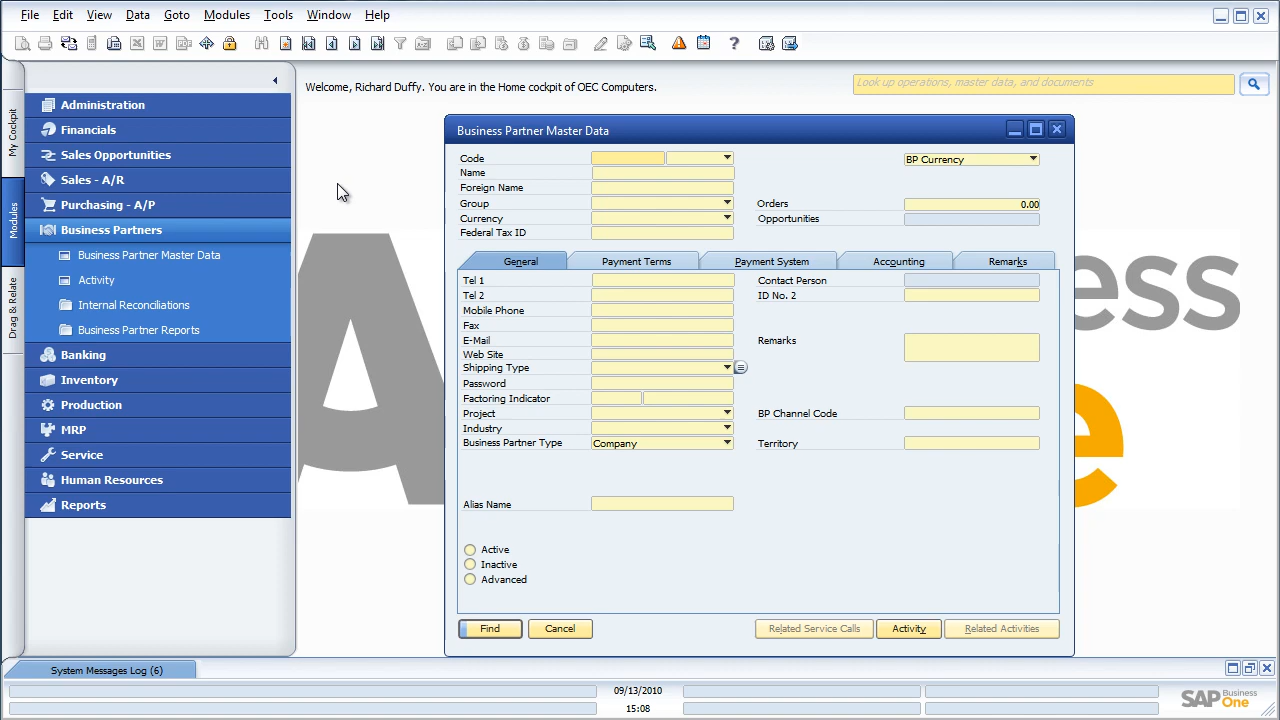 File Edit View Data Goto Modules Tools Window Help
Look up operations, master data, and documents
My Cockpit
Modules
Drag & Relate
Administration
Financials
Sales Opportunities
Sales - A/R
Purchasing - A/P
Business Partners
Business Partner Master Data
Activity
Internal Reconciliations
Business Partner Reports
Banking
Inventory
Production
MRP
Service
Human Resources
Reports
You are in the Home cockpit of OEC Computers.
Business Partner Master Data
Code
BP Currency
Name
Foreign Name
Group
Orders 0.00
Currency
Opportunities
Federal Tax ID
General Payment Terms Payment System Accounting Remarks
Tel 1
Contact Person
Tel 2
ID No. 2
Mobile Phone
Fax
E-Mail
Remarks
Web Site
Shipping Type
Password
Factoring Indicator
Project
BP Channel Code
Industry
Business Partner Type Company
Territory
Alias Name
Active
Inactive
Advanced
Find Cancel Related Service Calls Activity Related Activities
A
ess
e
System Messages Log (6)
09/13/2010
15:08
SAP Business One